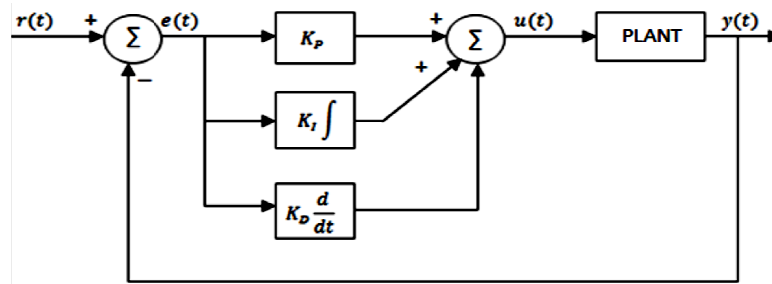 r(t) + Σ e(t) K_P + Σ u(t) PLANT y(t)
−
+
K_I ∫
K_D d/dt